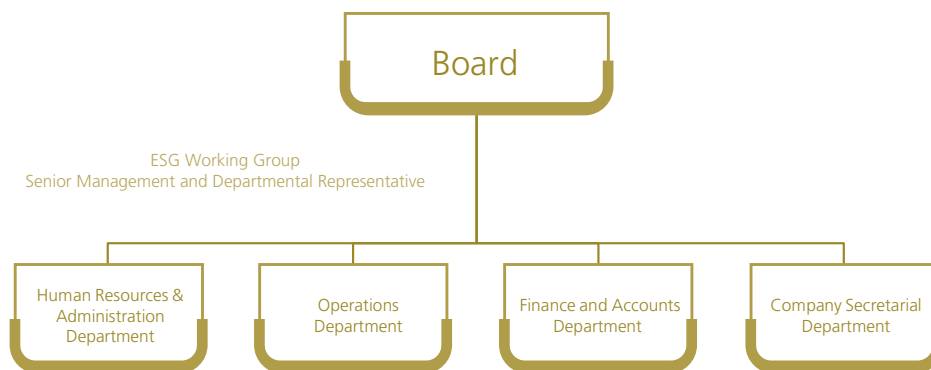 Board
ESG Working Group
Senior Management and Departmental Representative
Human Resources &
Administration
Department
Operations
Department
Finance and Accounts
Department
Company Secretarial
Department